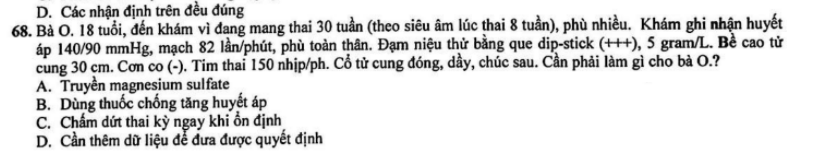 D. Các nhận định trên đều đúng
68. Bà O. 18 tuổi, đến khám vì đang mang thai 30 tuần (theo siêu âm lúc thai 8 tuần), phù nhiều. Khám ghi nhận huyết
áp 140/90 mmHg, mạch 82 lần/phút, phù toàn thân. Đạm niệu thử bằng que dip-stick (+++), 5 gram/L. Bề cao tử
cung 30 cm. Cơn co (-). Tim thai 150 nhịp/ph. Cổ tử cung đóng, dầy, chúc sau. Cần phải làm gì cho bà O.?
A. Truyền magnesium sulfate
B. Dùng thuốc chống tăng huyết áp
C. Chấm dứt thai kỳ ngay khi ổn định
D. Cần thêm dữ liệu để đưa được quyết định